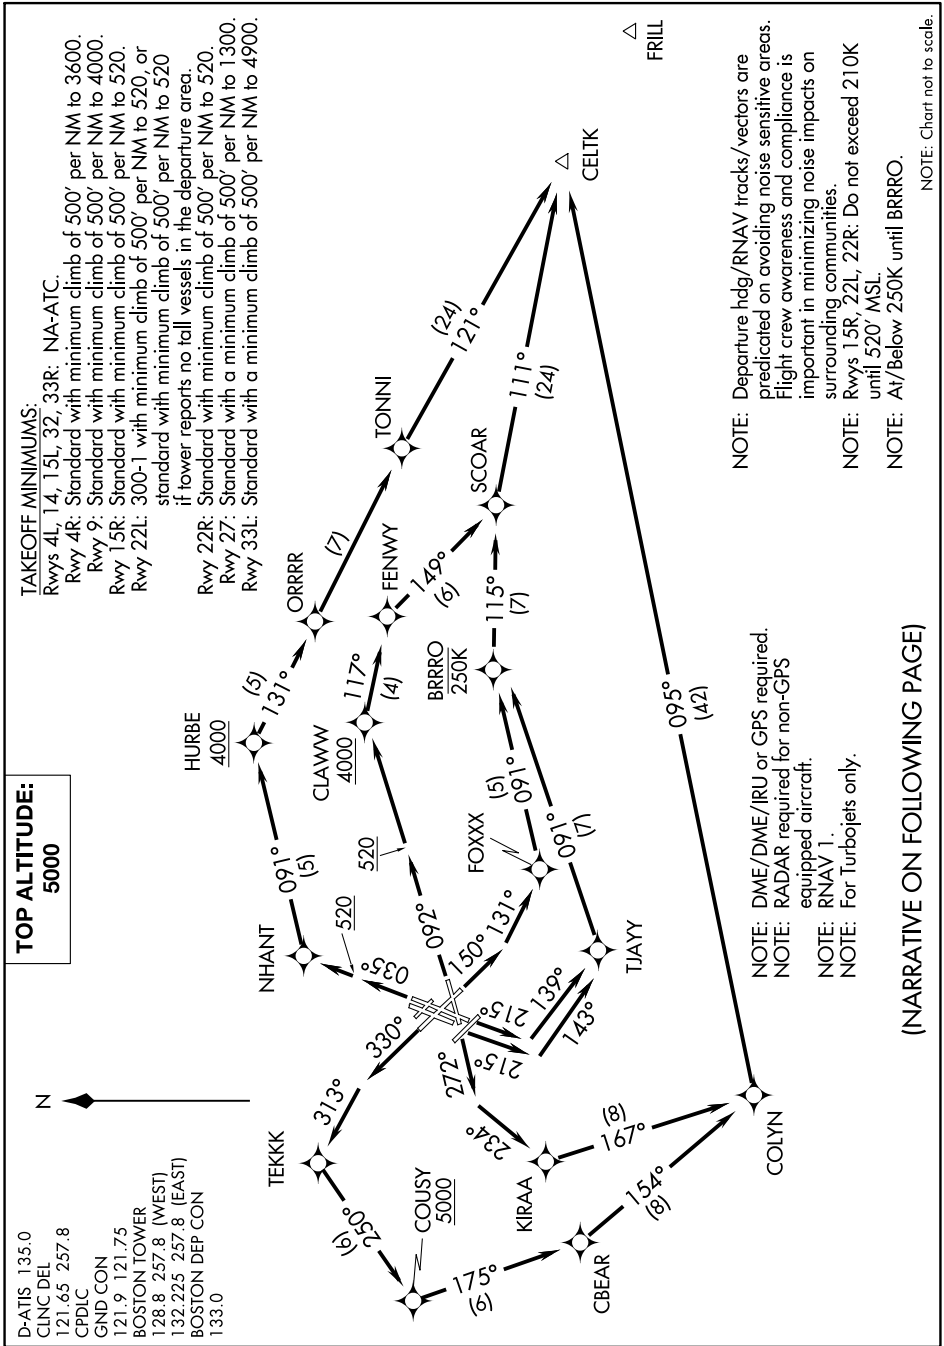 D-ATIS 135.0
CLNC DEL
121.65 257.8
CPDLC
GND CON
121.9 121.75
BOSTON TOWER
128.8 257.8 (WEST)
132.225 257.8 (EAST)
BOSTON DEP CON
133.0
N
TOP ALTITUDE:
5000
TAKEOFF MINIMUMS:
Rwys 4L, 14, 15L, 32, 33R: NA-ATC.
Rwy 4R: Standard with minimum climb of 500' per NM to 3600.
Rwy 9: Standard with minimum climb of 500' per NM to 4000.
Rwy 15R: Standard with minimum climb of 500' per NM to 520.
Rwy 22L: 300-1 with minimum climb of 500' per NM to 520, or
standard with minimum climb of 500' per NM to 520
if tower reports no tall vessels in the departure area.
Rwy 22R: Standard with minimum climb of 500' per NM to 520.
Rwy 27: Standard with a minimum climb of 500' per NM to 1300.
Rwy 33L: Standard with a minimum climb of 500' per NM to 4900.
TEKKK
313°
330°
250°
(6)
COUSY
5000
175°
(6)
CBEAR
154°
(8)
KIRAA
234°
272°
167°
(8)
COLYN
095°
(42)
NHANT
035°
520
091°
(5)
HURBE
4000
131°
(5)
ORRRR
(7)
TONNI
121°
(24)
092°
520
CLAWW
4000
117°
(4)
FENWY
149°
(6)
SCOAR
111°
(24)
CELTK
FRILL
150°
131°
FOXXX
091°
(5)
BRRRO
250K
115°
(7)
215°
139°
215°
143°
TJAYY
091°
(7)
NOTE: DME/DME/IRU or GPS required.
NOTE: RADAR required for non-GPS
equipped aircraft.
NOTE: RNAV 1.
NOTE: For Turbojets only.
NOTE: Departure hdg/RNAV tracks/vectors are
predicated on avoiding noise sensitive areas.
Flight crew awareness and compliance is
important in minimizing noise impacts on
surrounding communities.
NOTE: Rwys 15R, 22L, 22R: Do not exceed 210K
until 520' MSL.
NOTE: At/Below 250K until BRRRO.
NOTE: Chart not to scale.
(NARRATIVE ON FOLLOWING PAGE)